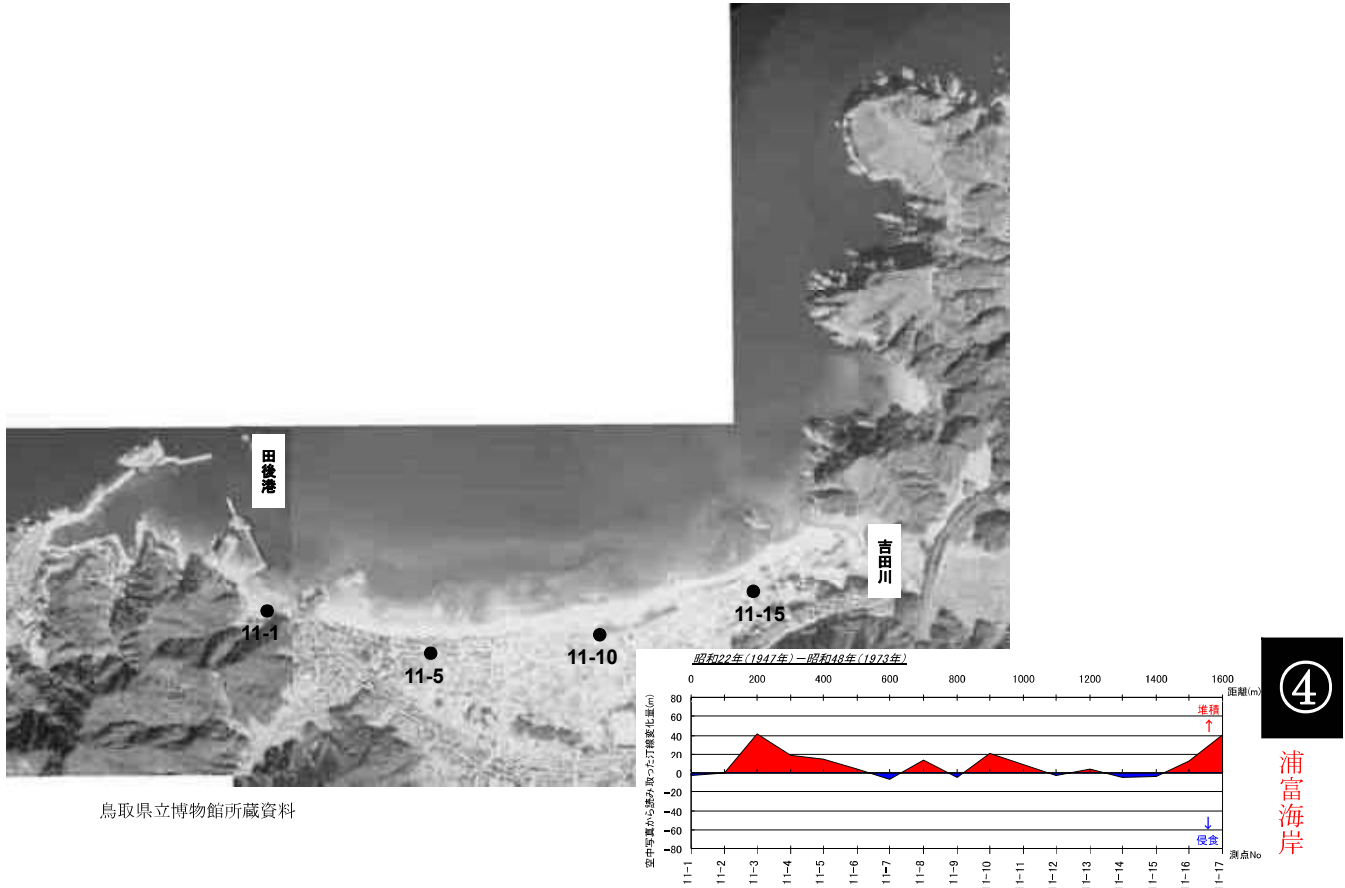 田後港
吉田川
11-1
11-5
11-10
11-15
鳥取県立博物館所蔵資料
昭和22年(1947年)－昭和48年(1973年)
0 200 400 600 800 1000 1200 1400 1600
距離(m)
空中写真から読み取った汀線変化量(m)
80
60
40
20
0
-20
-40
-60
-80
堆積
↑
↓
侵食
測点No
11-1 11-2 11-3 11-4 11-5 11-6 11-7 11-8 11-9 11-10 11-11 11-12 11-13 11-14 11-15 11-16 11-17
④
浦富海岸